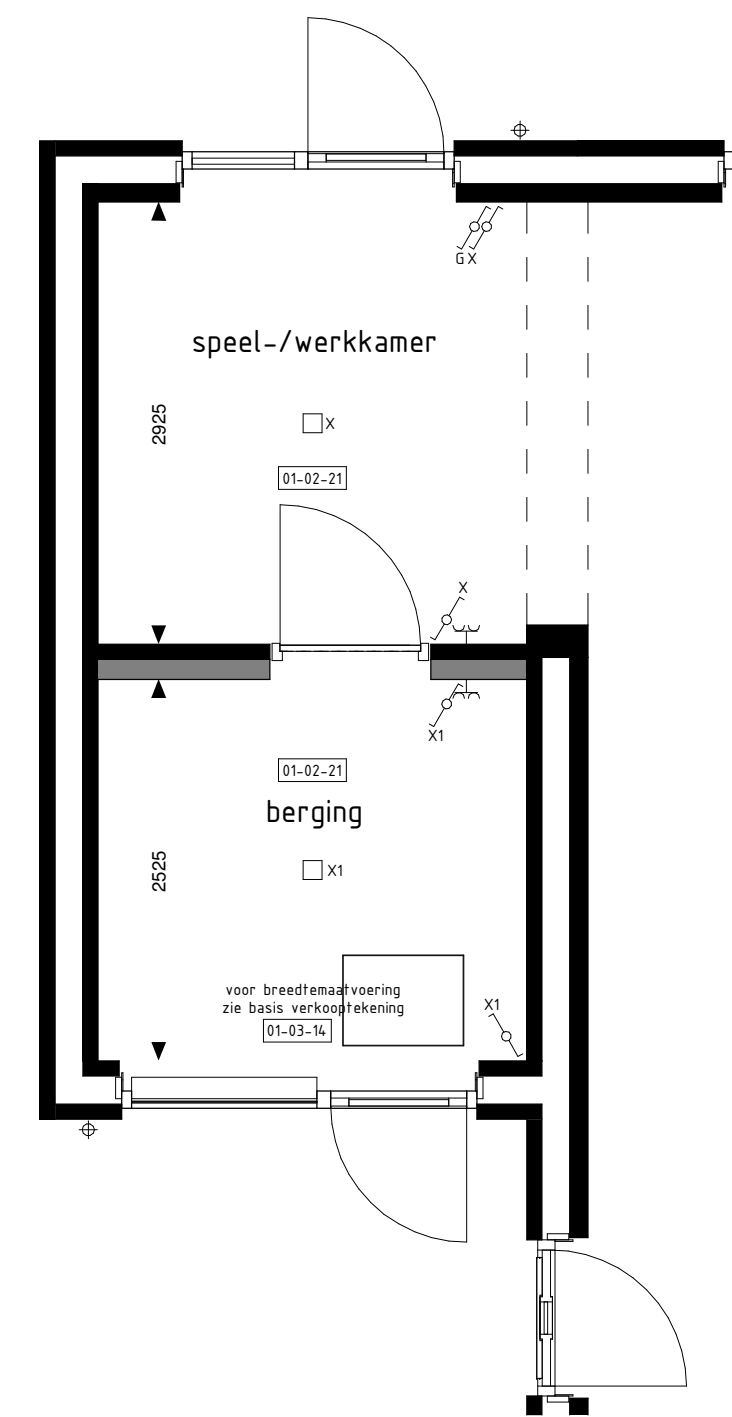 G X
speel-/werkkamer
2925
X
01-02-21
X
X1
01-02-21
berging
2525
X1
voor breedtemaatvoering
zie basis verkooptekening
01-03-14
X1